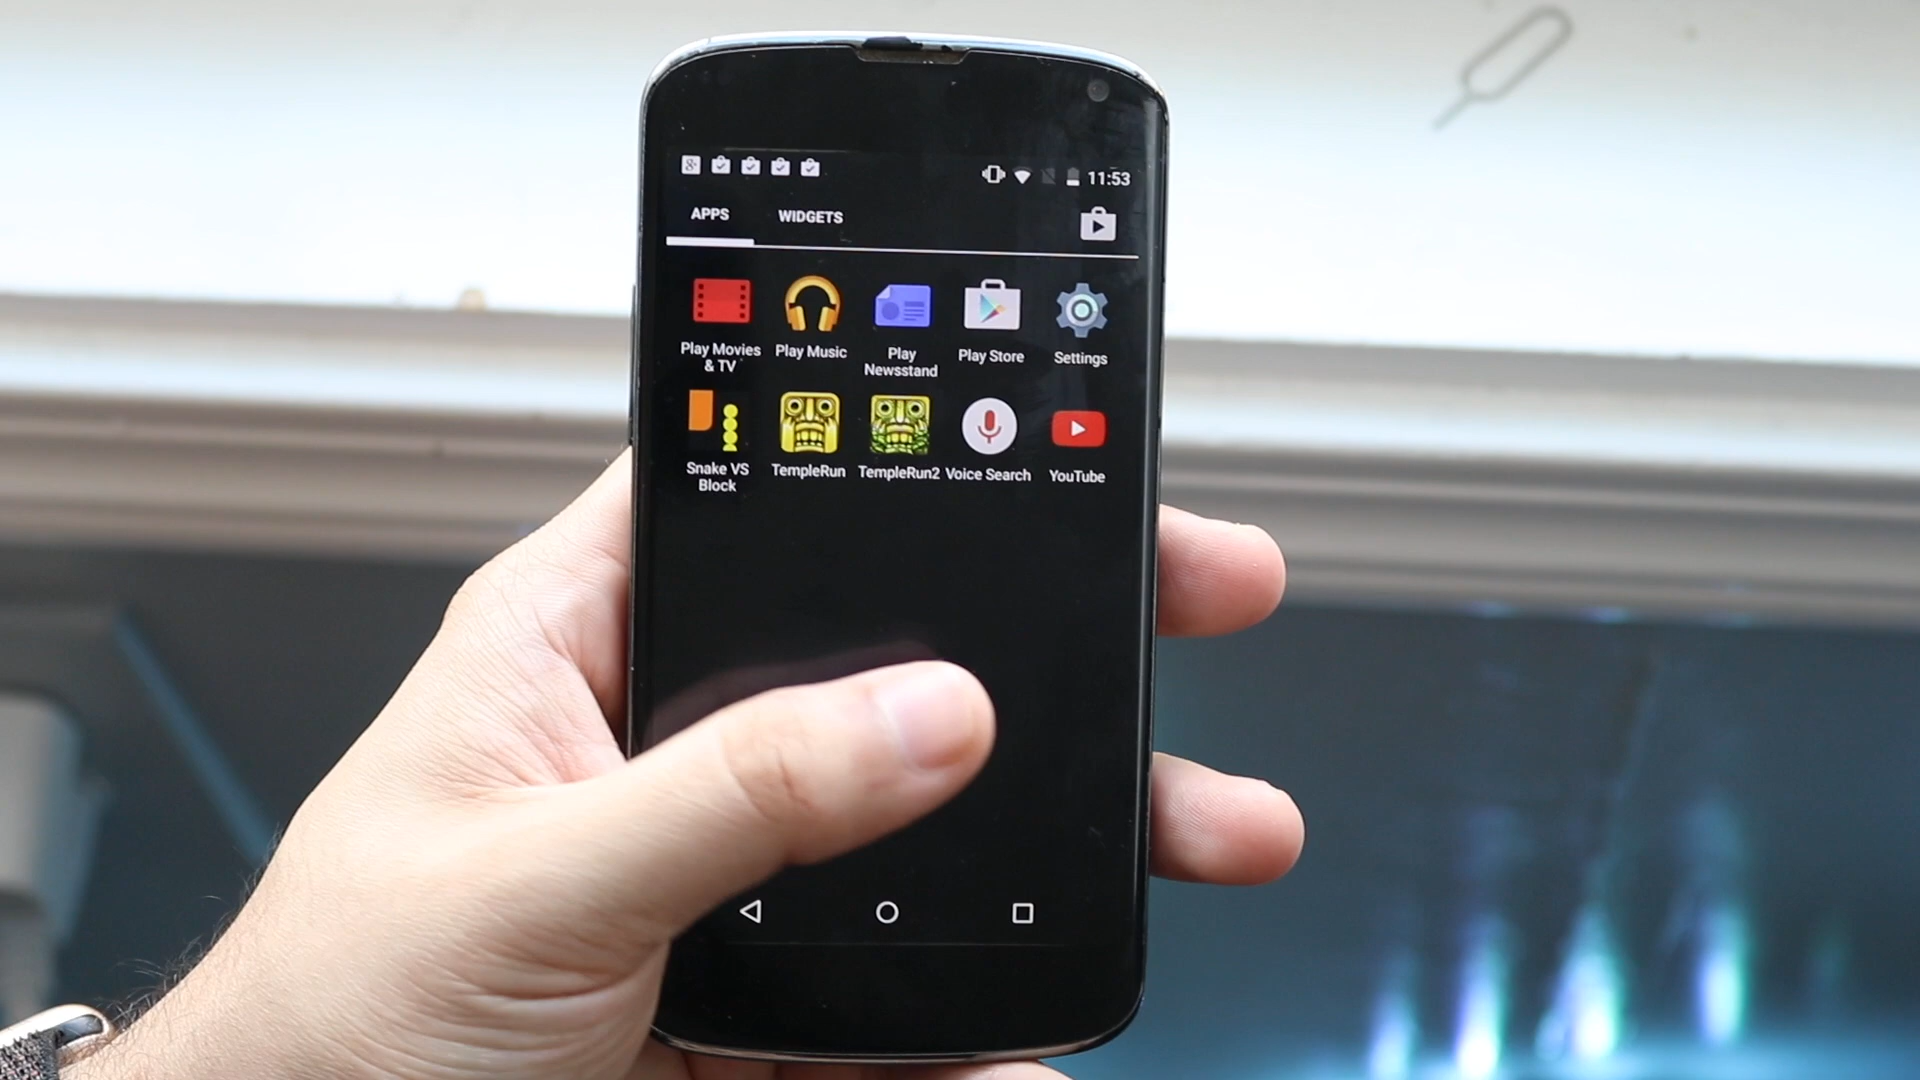 11:53
APPS WIDGETS
Play Movies
& TV
Play Music
Play
Newsstand
Play Store
Settings
Snake VS
Block
TempleRun
TempleRun2
Voice Search
YouTube